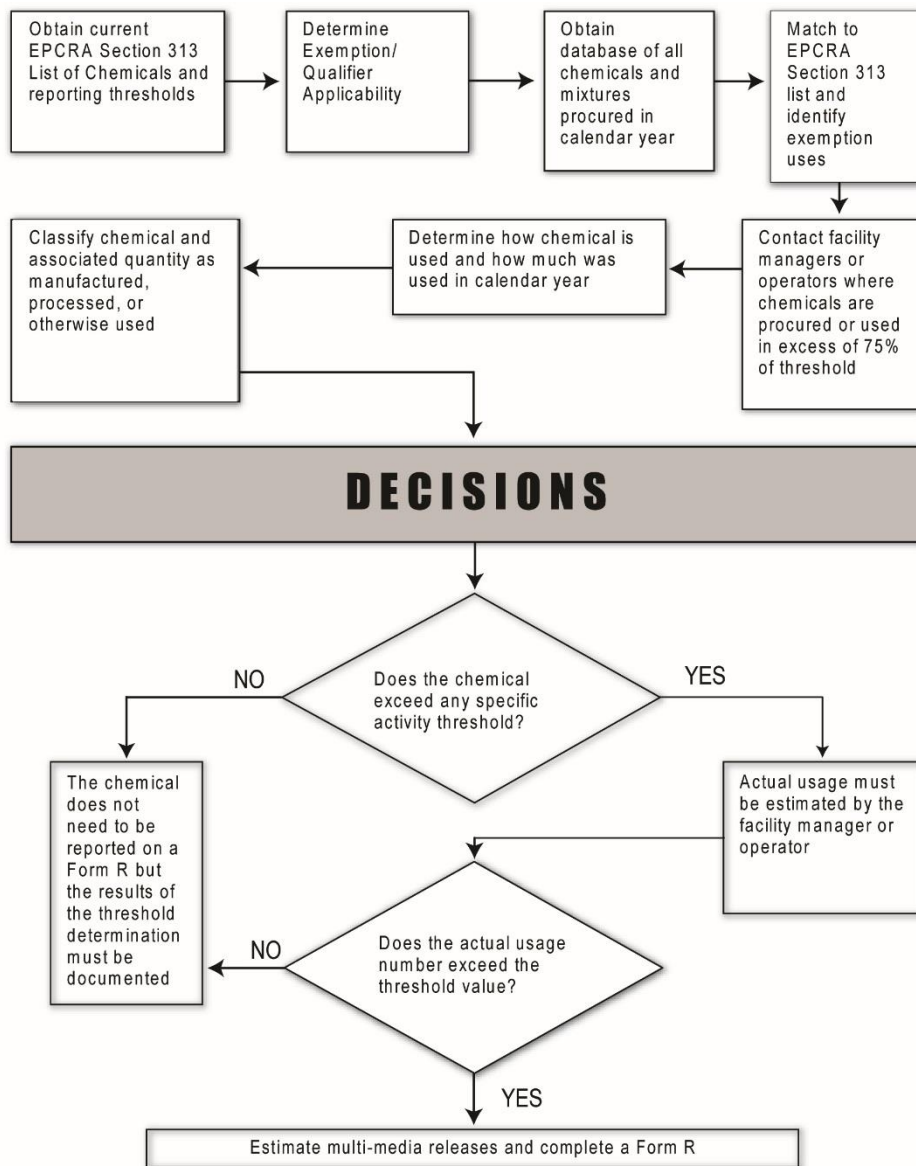 Obtain current
EPCRA Section 313
List of Chemicals and
reporting thresholds
Determine
Exemption/
Qualifier
Applicability
Obtain
database of all
chemicals and
mixtures
procured in
calendar year
Match to
EPCRA
Section 313
list and
identify
exemption
uses
Contact facility
managers or
operators where
chemicals are
procured or used
in excess of 75%
of threshold
Determine how chemical is
used and how much was
used in calendar year
Classify chemical and
associated quantity as
manufactured,
processed, or
otherwise used
DECISIONS
Does the chemical
exceed any specific
activity threshold?
NO
YES
The chemical
does not
need to be
reported on a
Form R but
the results of
the threshold
determination
must be
documented
Actual usage must
be estimated by the
facility manager or
operator
Does the actual usage
number exceed the
threshold value?
NO
YES
Estimate multi-media releases and complete a Form R